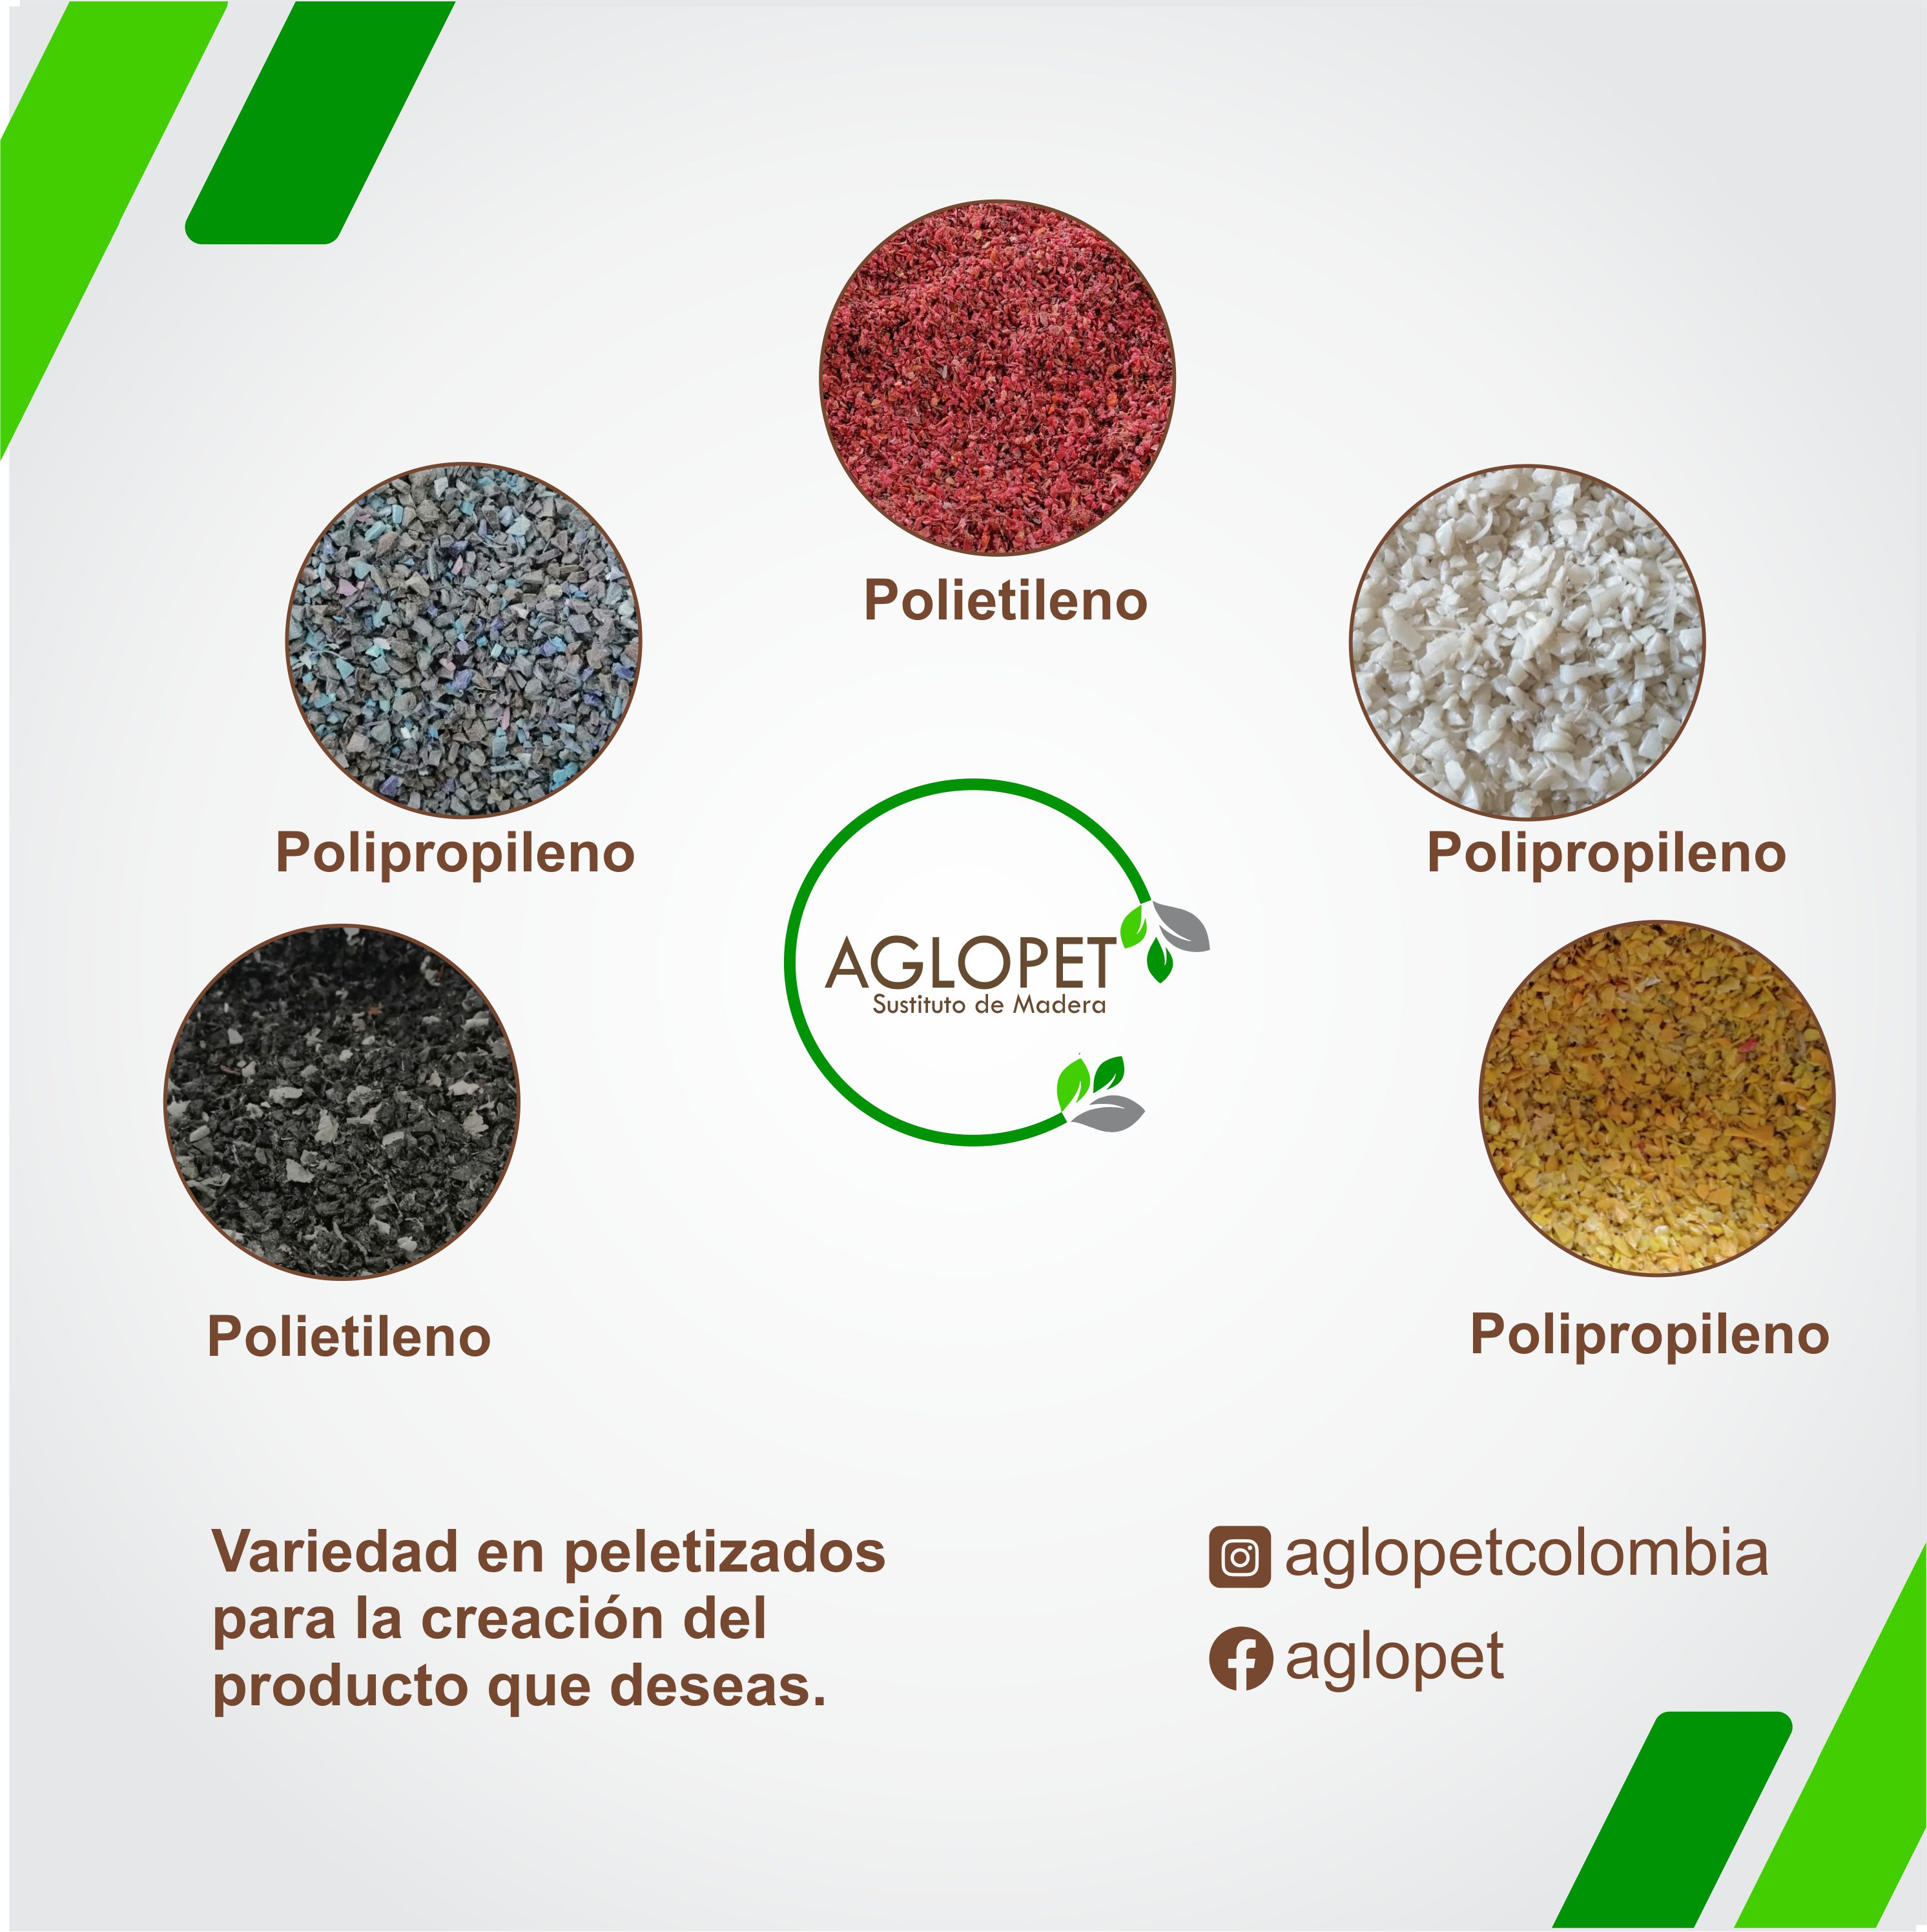 Polietileno
Polipropileno
Polipropileno
AGLOPET
Sustituto de Madera
Polietileno
Polipropileno
Variedad en peletizados
para la creación del
producto que deseas.
aglopetcolombia
aglopet